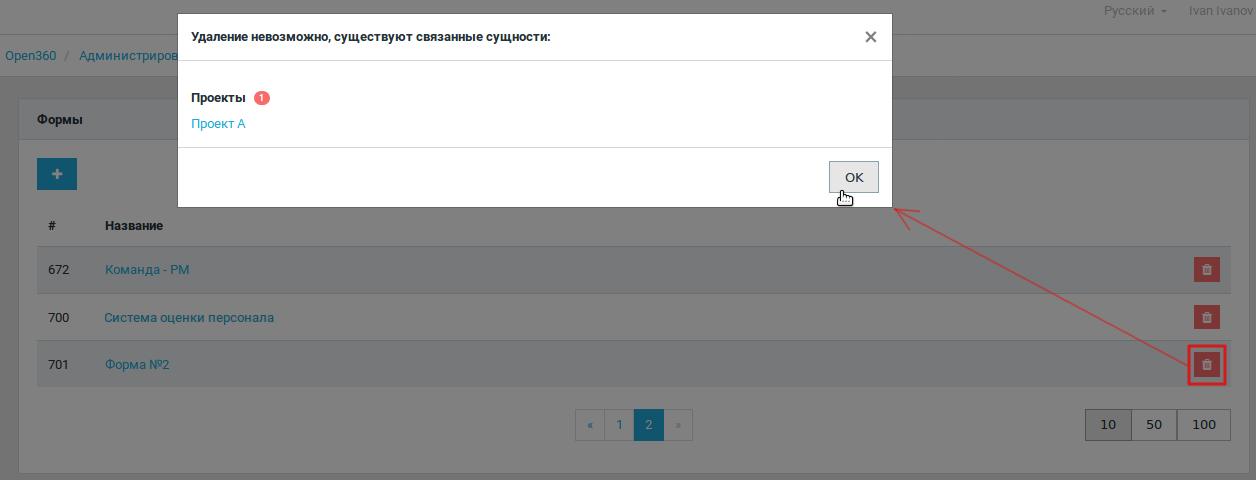 Русский Ivan Ivanov
Удаление невозможно, существуют связанные сущности: ×
Open360 / Администриров
Проекты 1
Проект А
OK
Формы
+
# Название
672 Команда - РМ
700 Система оценки персонала
701 Форма №2
« 1 2 » 10 50 100